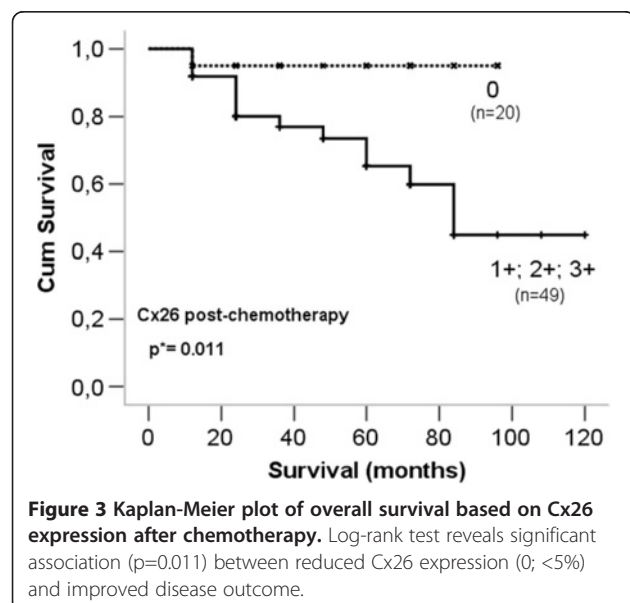 1,0
0,8
0,6
0,4
0,2
0,0
Cum Survival
0
(n=20)
1+; 2+; 3+
(n=49)
Cx26 post-chemotherapy
p*= 0.011
0 20 40 60 80 100 120
Survival (months)
Figure 3 Kaplan-Meier plot of overall survival based on Cx26
expression after chemotherapy. Log-rank test reveals significant
association (p=0.011) between reduced Cx26 expression (0; <5%)
and improved disease outcome.